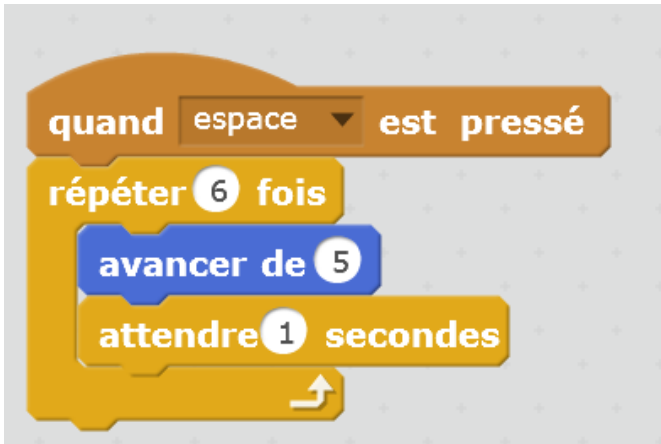 quand espace est pressé
répéter 6 fois
avancer de 5
attendre 1 secondes